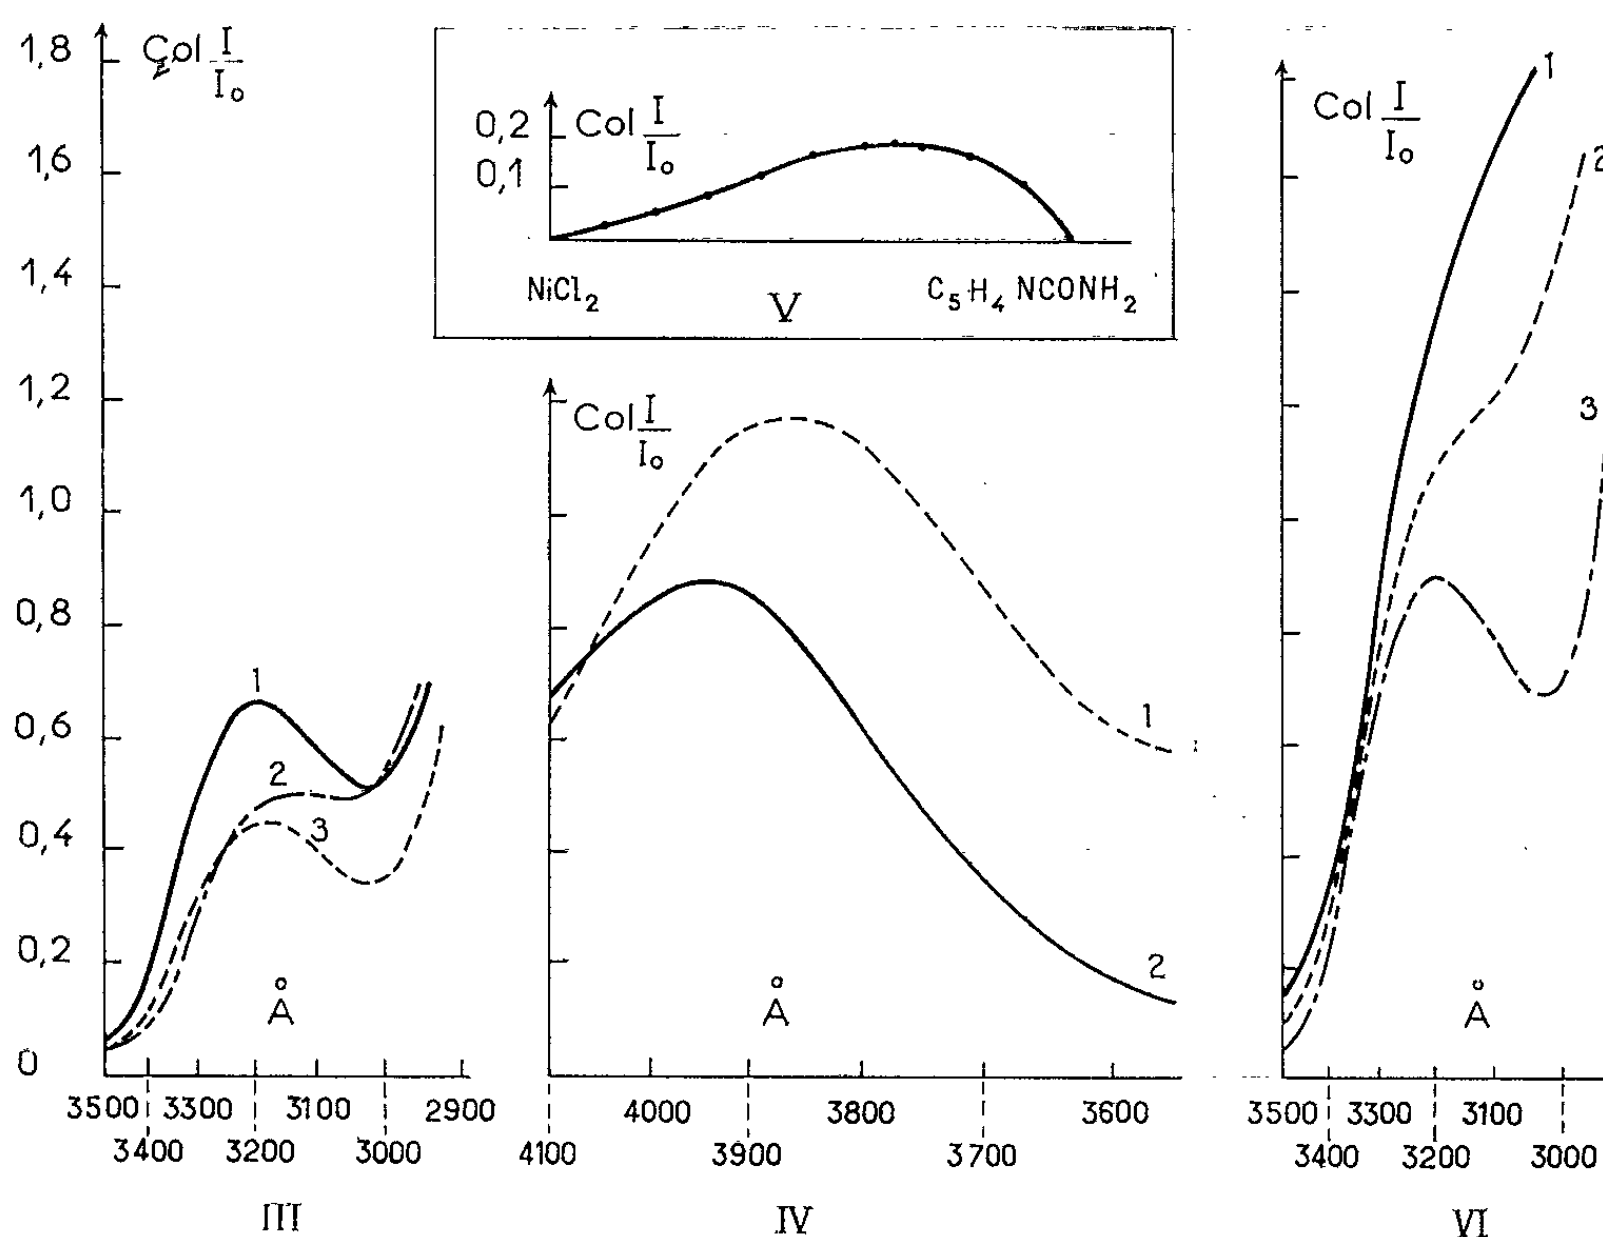 1,8
1,6
1,4
1,2
1,0
0,8
0,6
0,4
0,2
0
Col I/I₀
1
2
3
Å
3500 3300 3100 2900
3400 3200 3000
III
0,2
0,1
Col I/I₀
NiCl₂
C₅H₄NCONH₂
V
Col I/I₀
1
2
Å
4000 3800 3600
4100 3900 3700
IV
Col I/I₀
1
2
3
Å
3500 3300 3100
3400 3200 3000
VI